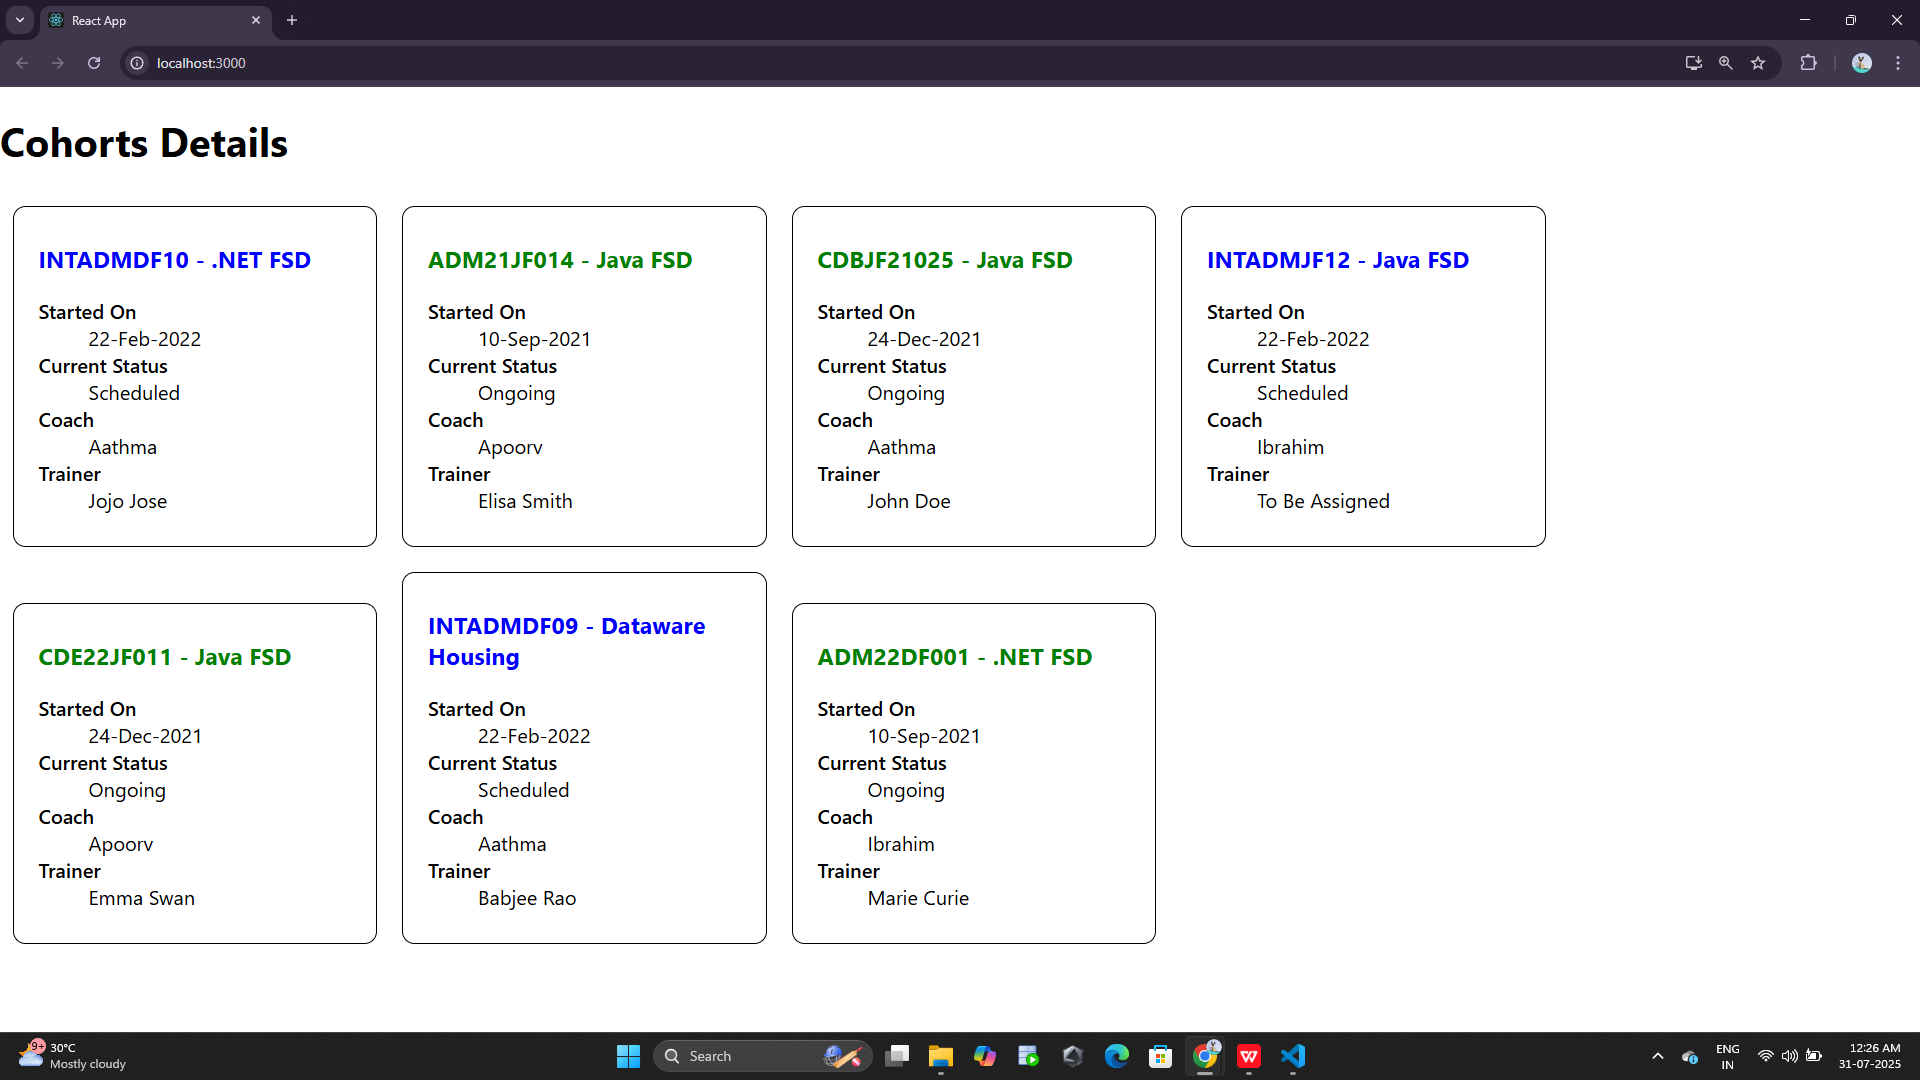 React App
localhost:3000
Cohorts Details
INTADMDF10 - .NET FSD
Started On
22-Feb-2022
Current Status
Scheduled
Coach
Aathma
Trainer
Jojo Jose
ADM21JF014 - Java FSD
Started On
10-Sep-2021
Current Status
Ongoing
Coach
Apoorv
Trainer
Elisa Smith
CDBJF21025 - Java FSD
Started On
24-Dec-2021
Current Status
Ongoing
Coach
Aathma
Trainer
John Doe
INTADMJF12 - Java FSD
Started On
22-Feb-2022
Current Status
Scheduled
Coach
Ibrahim
Trainer
To Be Assigned
CDE22JF011 - Java FSD
Started On
24-Dec-2021
Current Status
Ongoing
Coach
Apoorv
Trainer
Emma Swan
INTADMDF09 - Dataware
Housing
Started On
22-Feb-2022
Current Status
Scheduled
Coach
Aathma
Trainer
Babjee Rao
ADM22DF001 - .NET FSD
Started On
10-Sep-2021
Current Status
Ongoing
Coach
Ibrahim
Trainer
Marie Curie
9+
30°C
Mostly cloudy
Search
ENG
IN
12:26 AM
31-07-2025